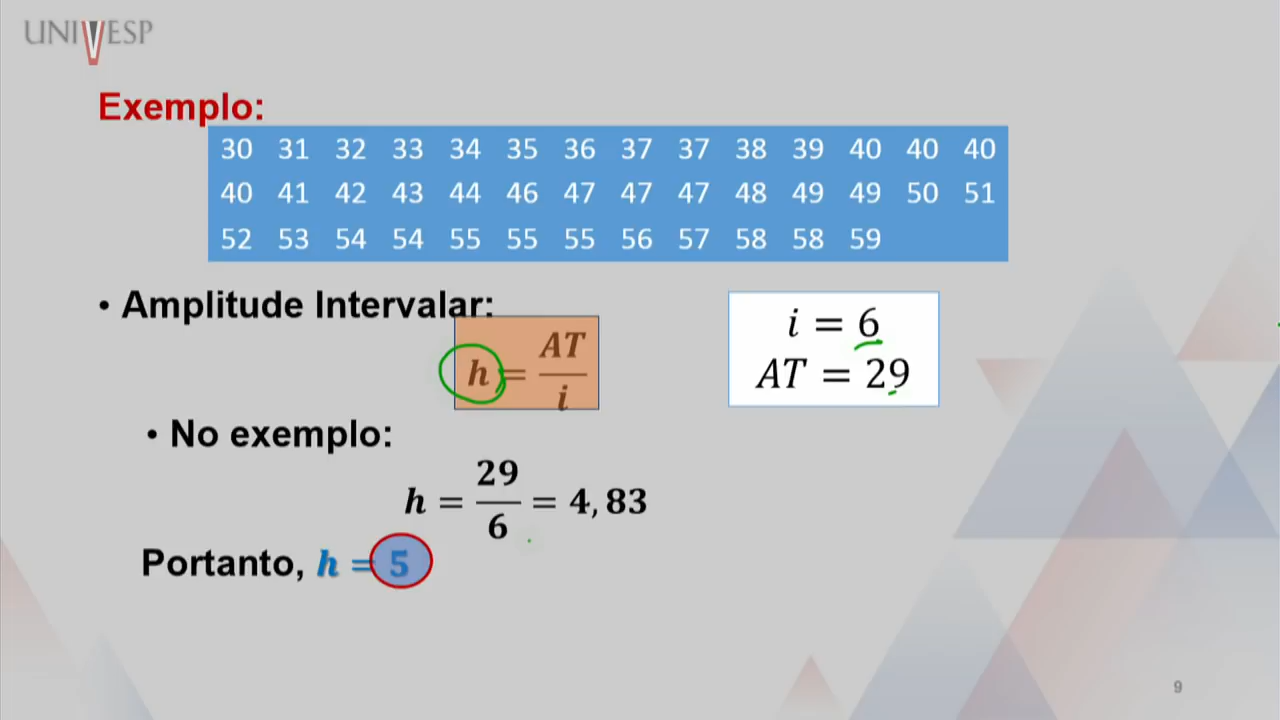 UNIVESP
Exemplo:
30 31 32 33 34 35 36 37 37 38 39 40 40 40
40 41 42 43 44 46 47 47 47 48 49 49 50 51
52 53 54 54 55 55 55 56 57 58 58 59
• Amplitude Intervalar:
h = AT/i
i = 6
AT = 29
• No exemplo:
h = 29/6 = 4,83
Portanto, h = 5
9